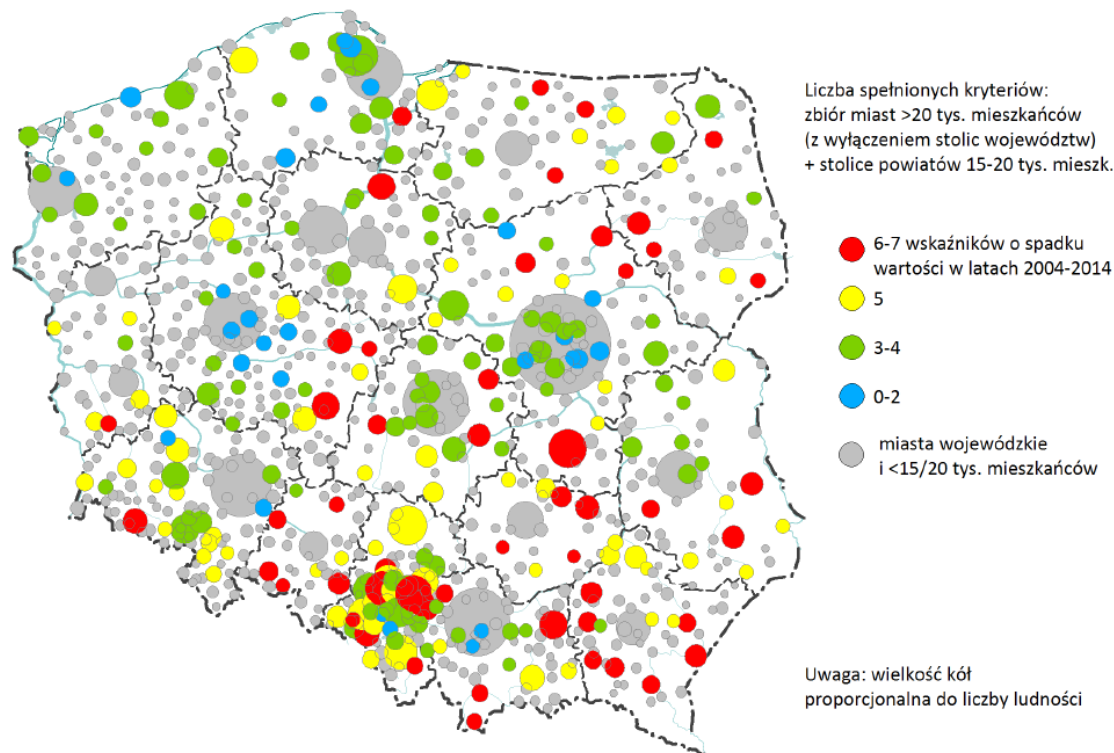 Liczba spełnionych kryteriów:
zbiór miast >20 tys. mieszkańców
(z wyłączeniem stolic województw)
+ stolice powiatów 15-20 tys. mieszk.
6-7 wskaźników o spadku
wartości w latach 2004-2014
5
3-4
0-2
miasta wojewódzkie
i <15/20 tys. mieszkańców
Uwaga: wielkość kół
proporcjonalna do liczby ludności